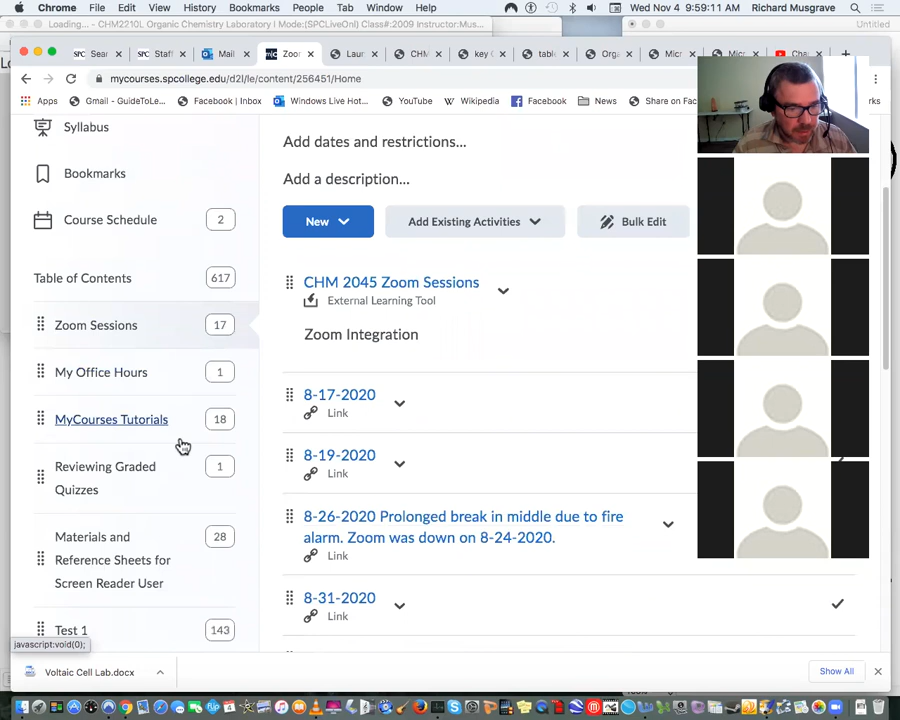 Chrome File Edit View History Bookmarks People Tab Window Help Wed Nov 4 9:59:11 AM Richard Musgrave
Loading... - CHM2210L Organic Chemistry Laboratory I Mode:(SPCLiveOnl) Class#:2009 Instructor:Mus... Untitled
SPC Sear SPC Staff Mail Zoor Laur CHM key table Orga Micr Micr Cha
mycourses.spcollege.edu/d2l/le/content/256451/Home
Apps Gmail - GuideToLe... Facebook | Inbox Windows Live Hot... YouTube Wikipedia Facebook News Share on Fac rks
Syllabus
Bookmarks
Course Schedule 2
Table of Contents 617
Zoom Sessions 17
My Office Hours 1
MyCourses Tutorials 18
Reviewing Graded 1
Quizzes
Materials and 28
Reference Sheets for
Screen Reader User
Test 1 143
javascript:void(0);
Add dates and restrictions...
Add a description...
New Add Existing Activities Bulk Edit
CHM 2045 Zoom Sessions
External Learning Tool
Zoom Integration
8-17-2020
Link
8-19-2020
Link
8-26-2020 Prolonged break in middle due to fire
alarm. Zoom was down on 8-24-2020.
Link
8-31-2020
Link
Voltaic Cell Lab.docx Show All